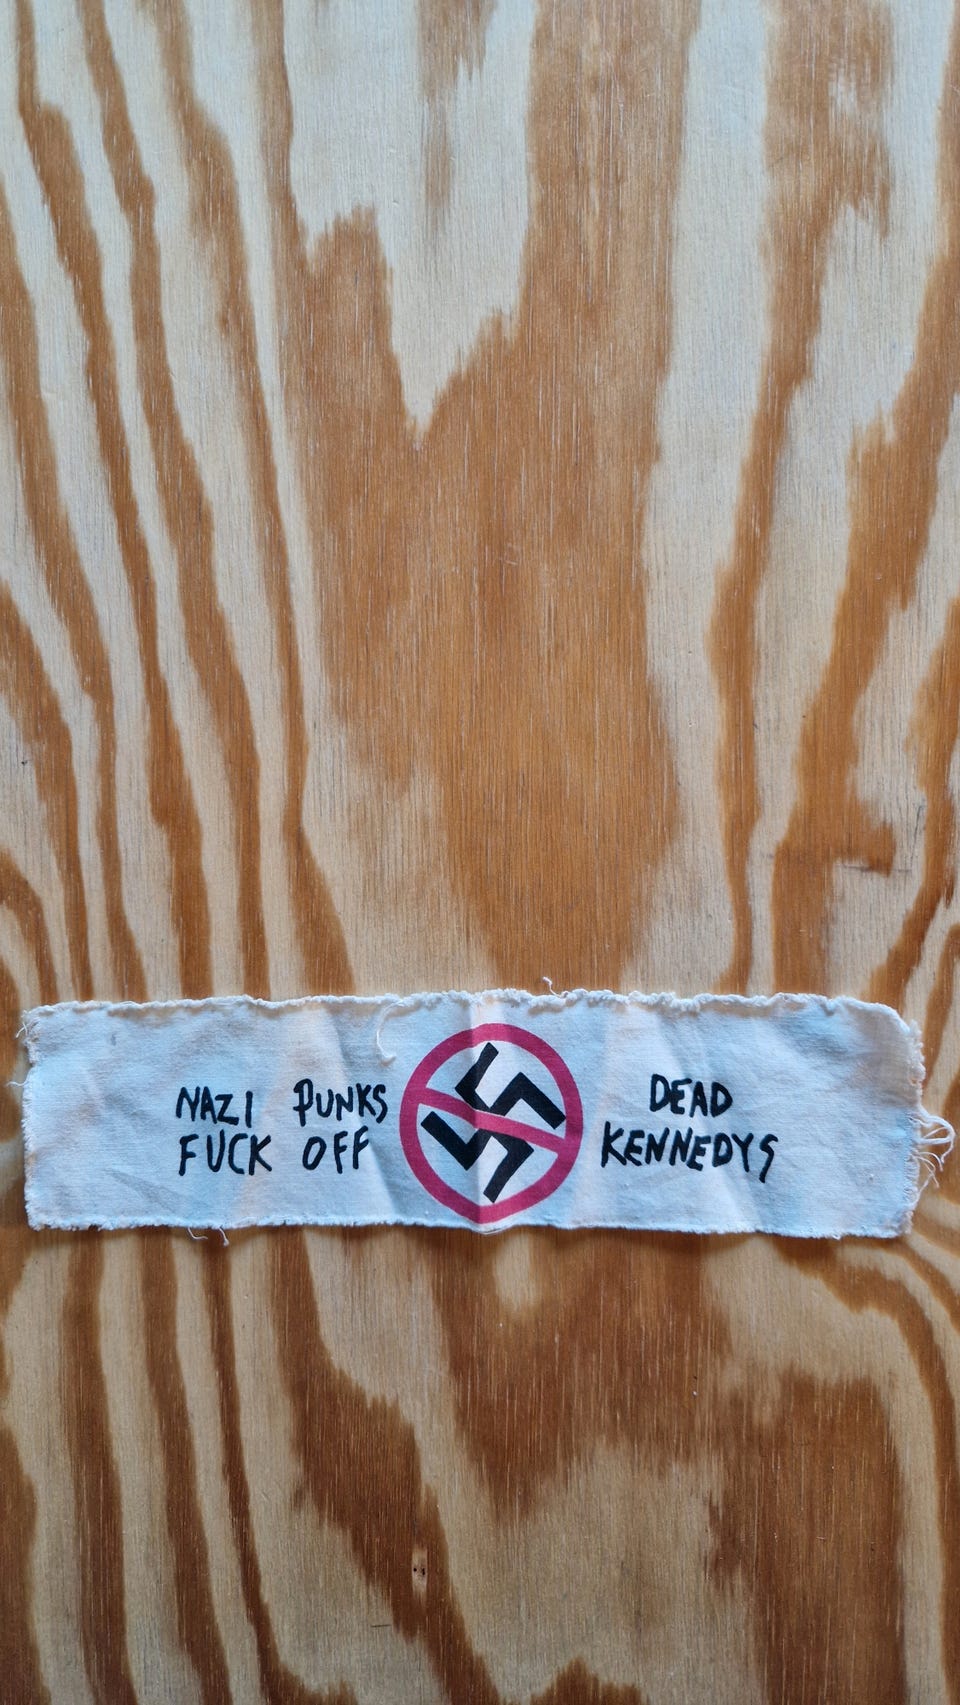 NAZI PUNKS
FUCK OFF
DEAD
KENNEDYS